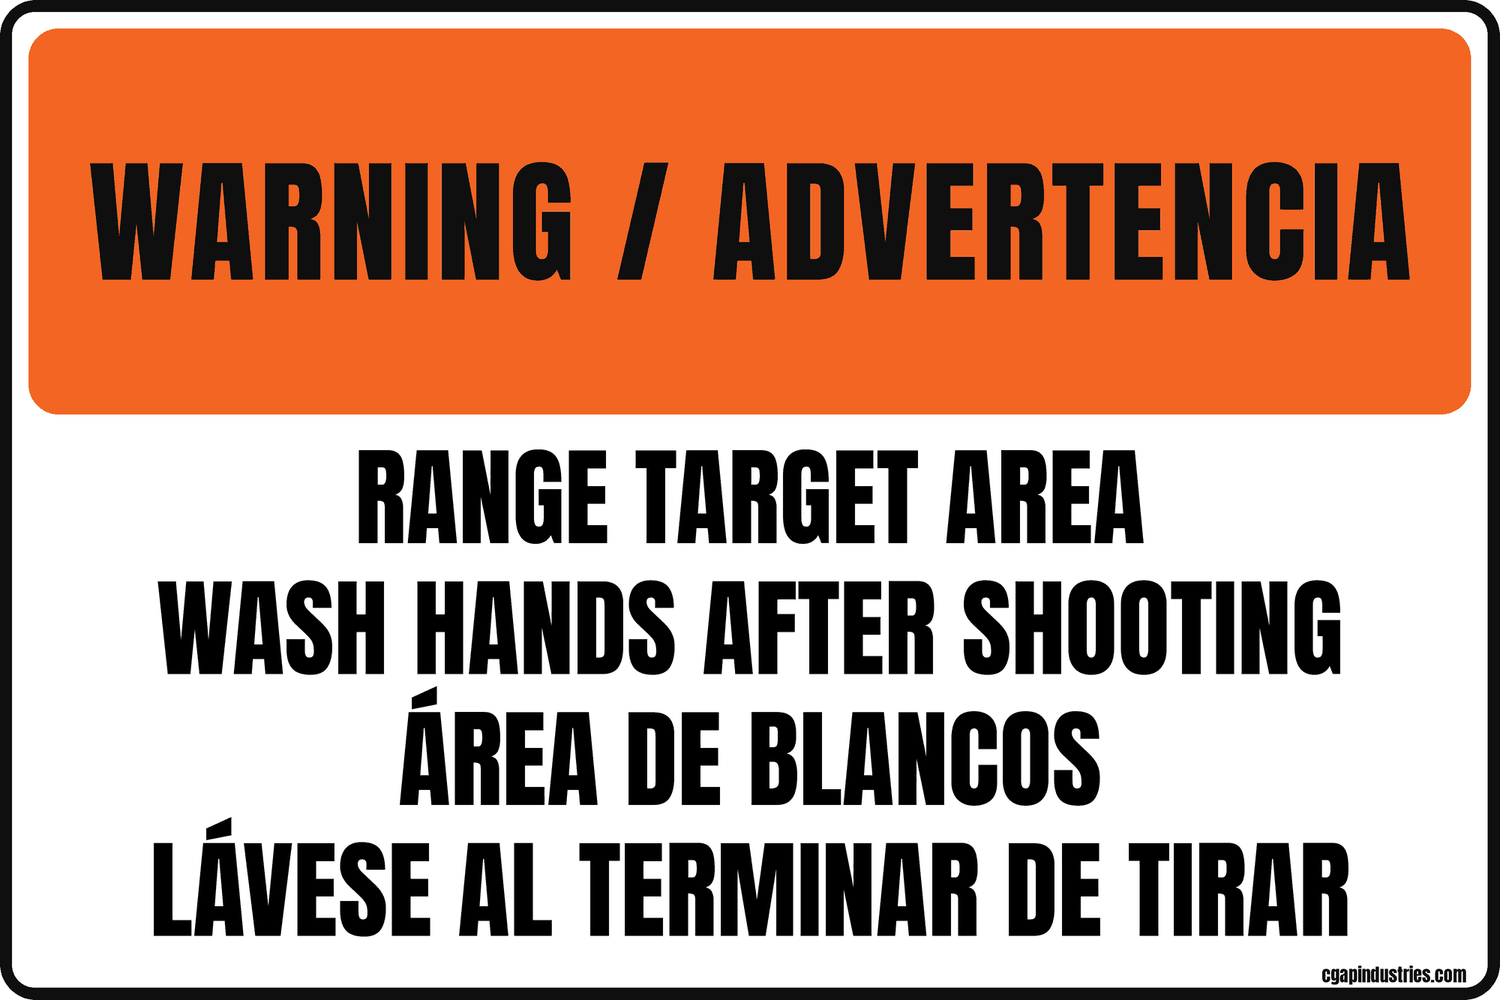 WARNING / ADVERTENCIA
RANGE TARGET AREA
WASH HANDS AFTER SHOOTING
ÁREA DE BLANCOS
LÁVESE AL TERMINAR DE TIRAR
cgapindustries.com